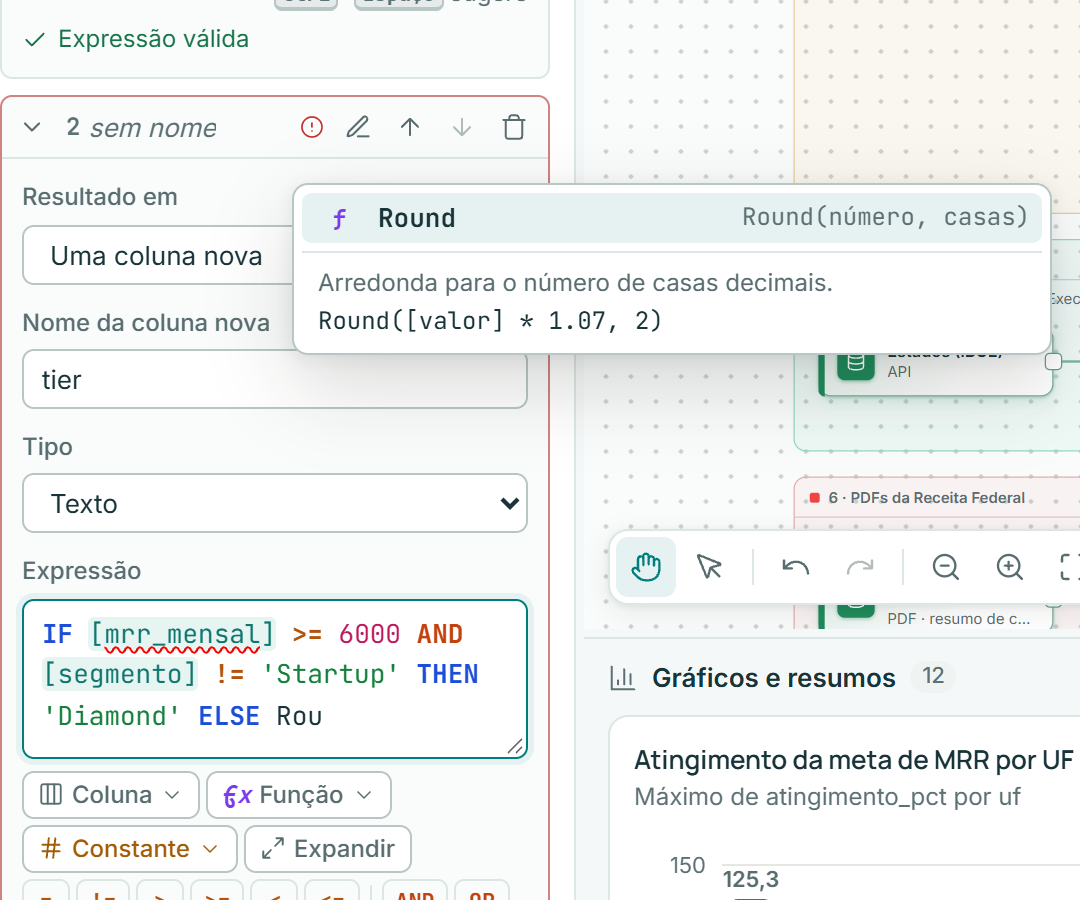 Expressão válida
2 sem nome
Resultado em
Uma coluna nova
Round
Round(número, casas)
Arredonda para o número de casas decimais.
Round([valor] * 1.07, 2)
Nome da coluna nova
tier
API
Tipo
Texto
6 · PDFs da Receita Federal
Expressão
IF [mrr_mensal] >= 6000 AND
[segmento] != 'Startup' THEN
'Diamond' ELSE Rou
PDF · resumo de c...
Gráficos e resumos 12
Atingimento da meta de MRR por UF
Máximo de atingimento_pct por uf
150
125,3
Coluna
fx Função
# Constante
Expandir